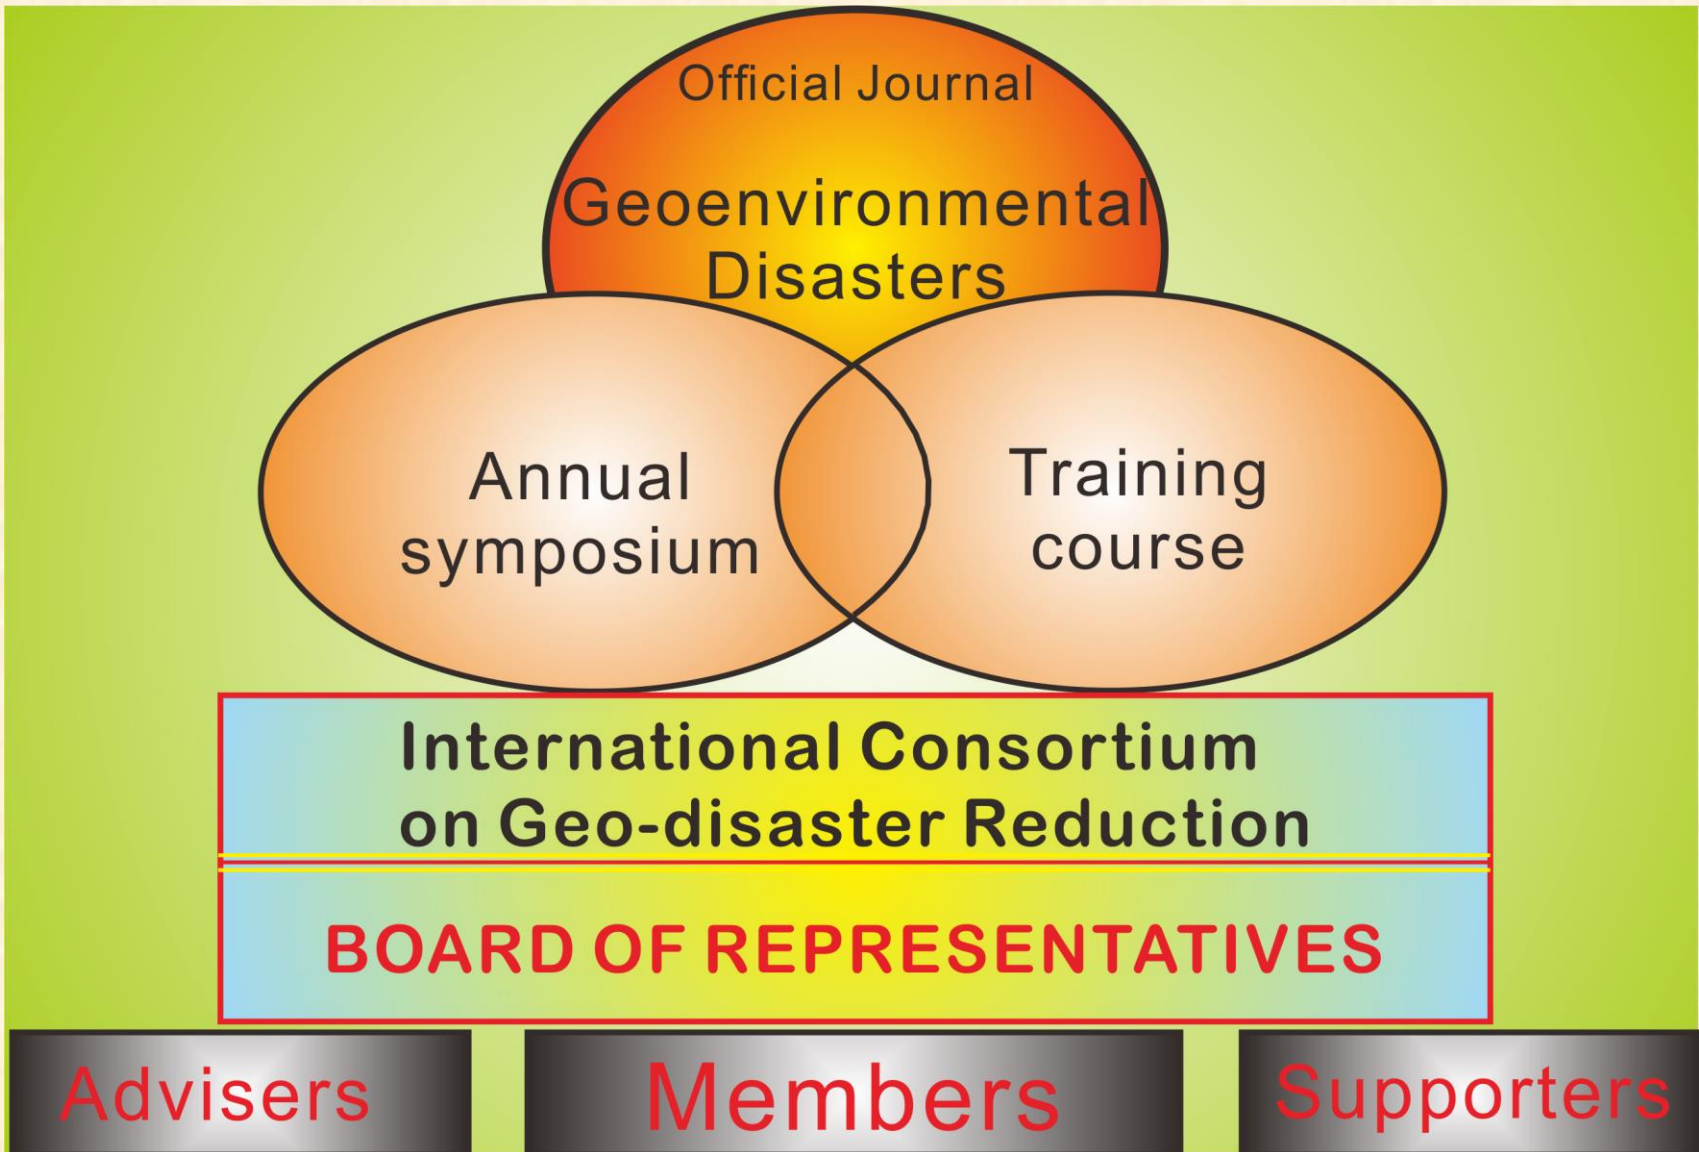 Official Journal
Geoenvironmental
Disasters
Annual
symposium
Training
course
International Consortium
on Geo-disaster Reduction
BOARD OF REPRESENTATIVES
Advisers
Members
Supporters